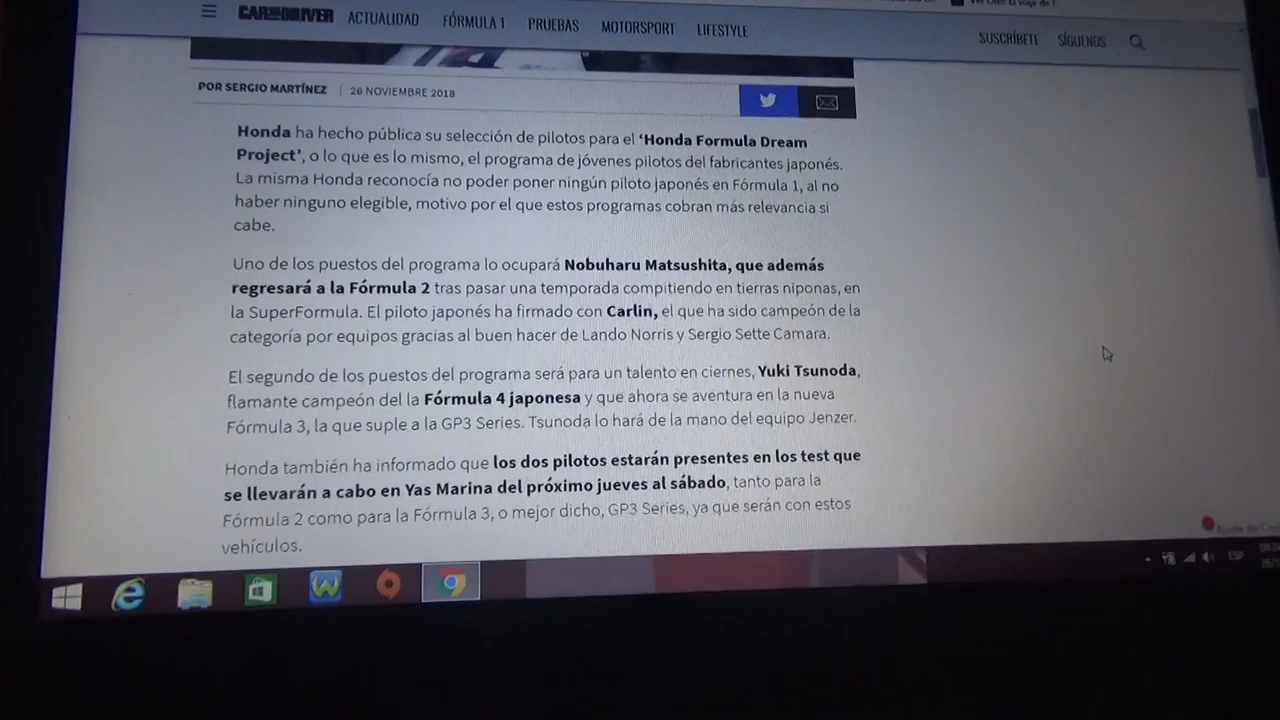 Ver
CAR AND DRIVER ACTUALIDAD FÓRMULA 1 PRUEBAS MOTORSPORT LIFESTYLE SUSCRÍBETE SÍGUENOS
POR SERGIO MARTÍNEZ | 26 NOVIEMBRE 2018
Honda ha hecho pública su selección de pilotos para el ‘Honda Formula Dream
Project’, o lo que es lo mismo, el programa de jóvenes pilotos del fabricantes japonés.
La misma Honda reconocía no poder poner ningún piloto japonés en Fórmula 1, al no
haber ninguno elegible, motivo por el que estos programas cobran más relevancia si
cabe.
Uno de los puestos del programa lo ocupará Nobuharu Matsushita, que además
regresará a la Fórmula 2 tras pasar una temporada compitiendo en tierras niponas, en
la SuperFormula. El piloto japonés ha firmado con Carlin, el que ha sido campeón de la
categoría por equipos gracias al buen hacer de Lando Norris y Sergio Sette Camara.
El segundo de los puestos del programa será para un talento en ciernes, Yuki Tsunoda,
flamante campeón del la Fórmula 4 japonesa y que ahora se aventura en la nueva
Fórmula 3, la que suple a la GP3 Series. Tsunoda lo hará de la mano del equipo Jenzer.
Honda también ha informado que los dos pilotos estarán presentes en los test que
se llevarán a cabo en Yas Marina del próximo jueves al sábado, tanto para la
Fórmula 2 como para la Fórmula 3, o mejor dicho, GP3 Series, ya que serán con estos
vehículos.
ESP